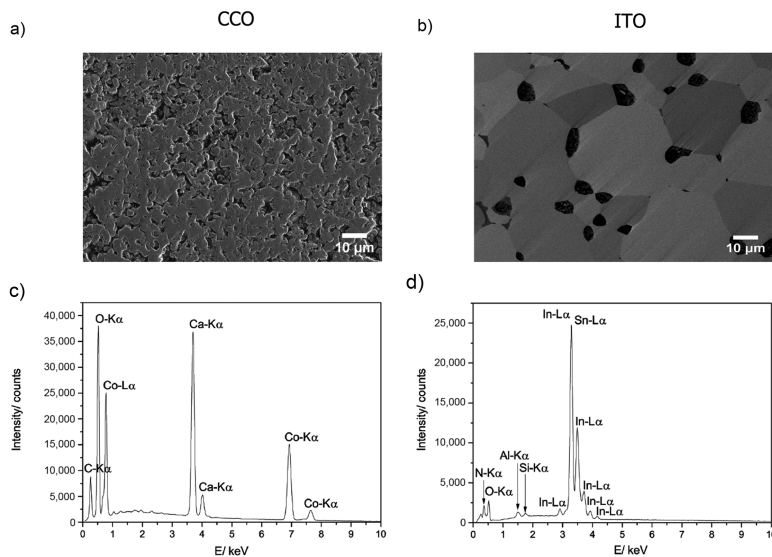 CCO
ITO
a)
b)
10 µm
10 µm
c)
40,000
35,000
30,000
25,000
20,000
15,000
10,000
5,000
0
0 1 2 3 4 5 6 7 8 9 10
Intensity/ counts
E/ keV
O-Kα
Ca-Kα
Co-Lα
Co-Kα
C-Kα
Ca-Kα
Co-Kα
d)
25,000
20,000
15,000
10,000
5,000
0
0 1 2 3 4 5 6 7 8 9 10
Intensity/ counts
E/ keV
In-Lα Sn-Lα
In-Lα
Al-Kα
Si-Kα
N-Kα
O-Kα
In-Lα
In-Lα
In-Lα
In-Lα